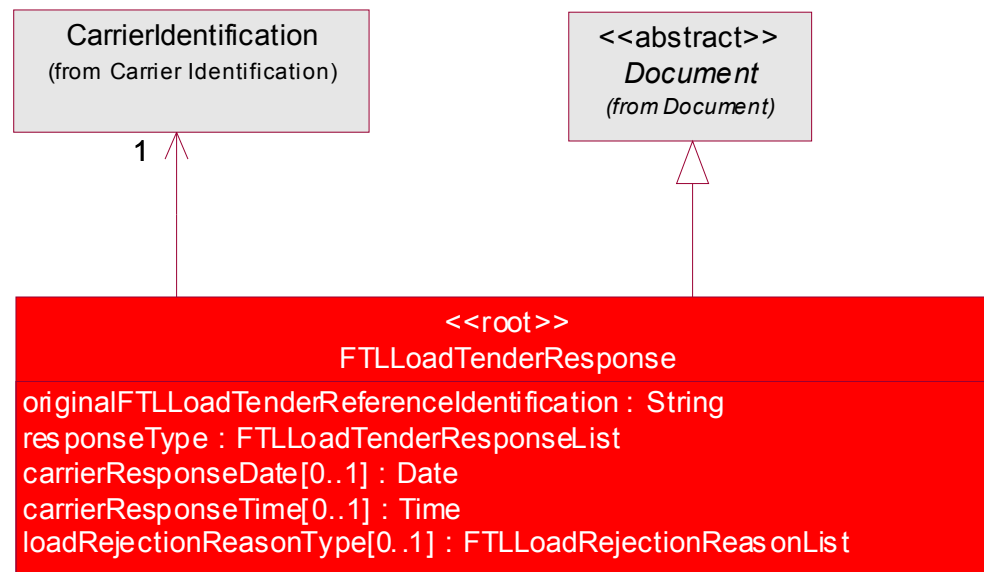 CarrierIdentification
(from Carrier Identification)
<<abstract>>
Document
(from Document)
1
<<root>>
FTLLoadTenderResponse
originalFTLLoadTenderReferenceIdentification : String
responseType : FTLLoadTenderResponseList
carrierResponseDate[0..1] : Date
carrierResponseTime[0..1] : Time
loadRejectionReasonType[0..1] : FTLLoadRejectionReasonList